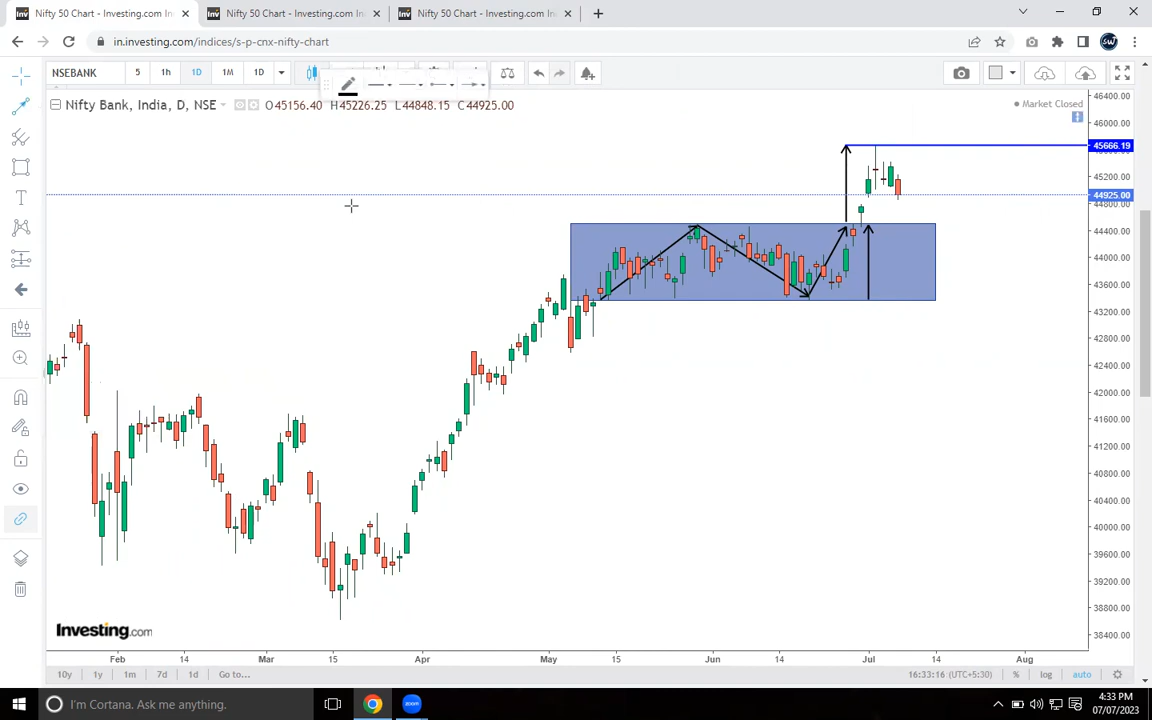 Nifty 50 Chart - Investing.com Inc
Nifty 50 Chart - Investing.com In
Nifty 50 Chart - Investing.com In
in.investing.com/indices/s-p-cnx-nifty-chart
NSEBANK 5 1h 1D 1M 1D
Nifty Bank, India, D, NSE O45156.40 H45226.25 L44848.15 C44925.00
Market Closed
46400.00
46000.00
45666.19
45200.00
44925.00
44800.00
44400.00
44000.00
43600.00
43200.00
42800.00
42400.00
42000.00
41600.00
41200.00
40800.00
40400.00
40000.00
39600.00
39200.00
38800.00
38400.00
Investing.com
Feb 14 Mar 15 Apr May 15 Jun 14 Jul 14 Aug
10y 1y 1m 7d 1d Go to... 16:33:16 (UTC+5:30) % log auto
I'm Cortana. Ask me anything.
4:33 PM
07/07/2023